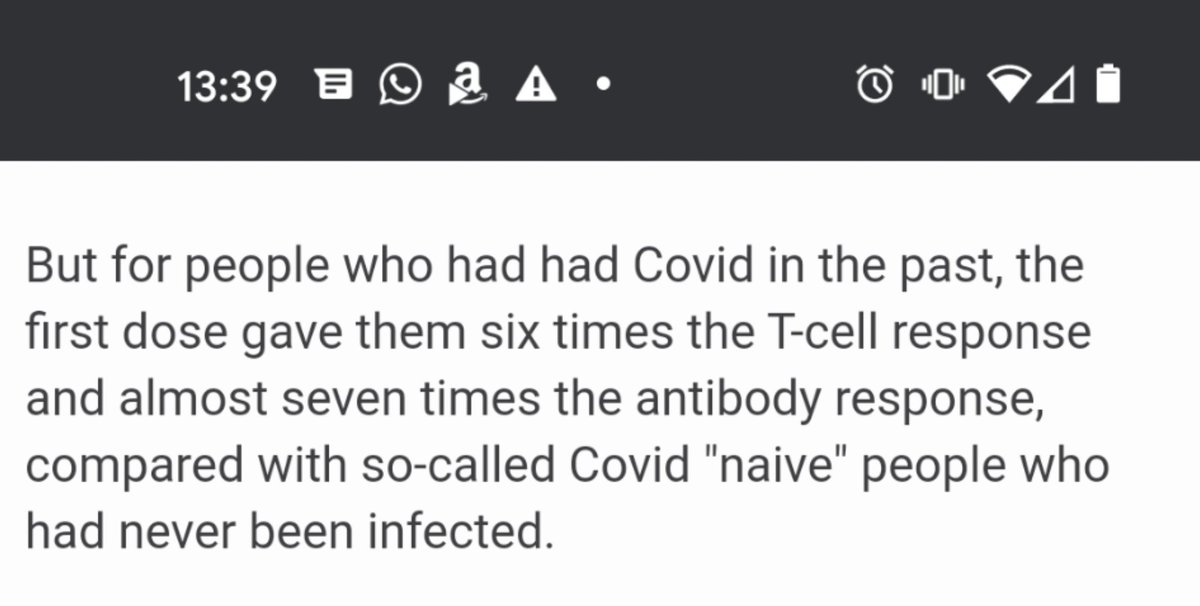 13:39
But for people who had had Covid in the past, the
first dose gave them six times the T-cell response
and almost seven times the antibody response,
compared with so-called Covid "naive" people who
had never been infected.